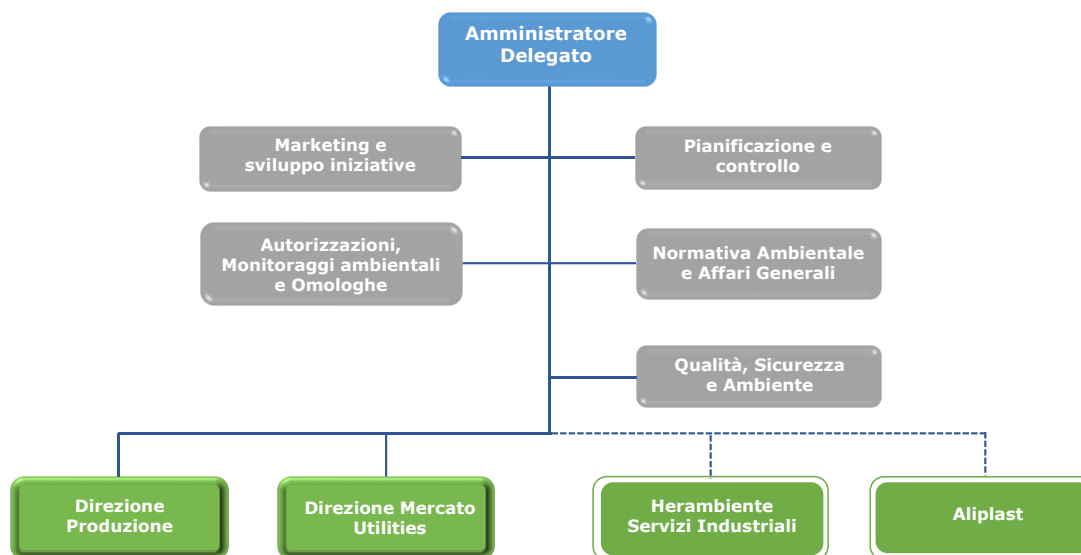 Amministratore
Delegato
Marketing e
sviluppo iniziative
Pianificazione e
controllo
Autorizzazioni,
Monitoraggi ambientali
e Omologhe
Normativa Ambientale
e Affari Generali
Qualità, Sicurezza
e Ambiente
Direzione
Produzione
Direzione Mercato
Utilities
Herambiente
Servizi Industriali
Aliplast